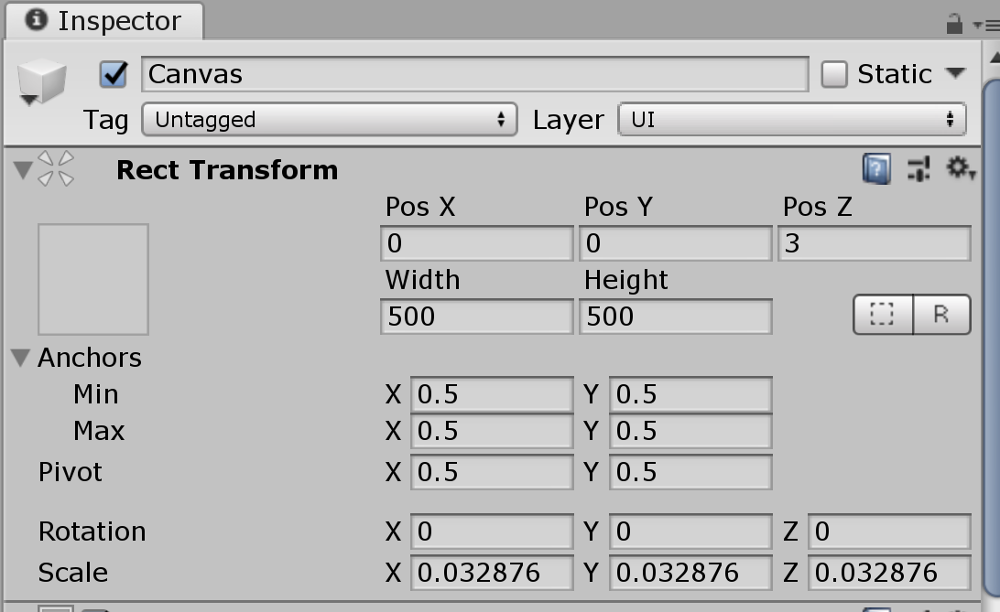 Inspector
Canvas Static
Tag Untagged Layer UI
Rect Transform
Pos X Pos Y Pos Z
0 0 3
Width Height
500 500 R
Anchors
Min X 0.5 Y 0.5
Max X 0.5 Y 0.5
Pivot X 0.5 Y 0.5
Rotation X 0 Y 0 Z 0
Scale X 0.032876 Y 0.032876 Z 0.032876